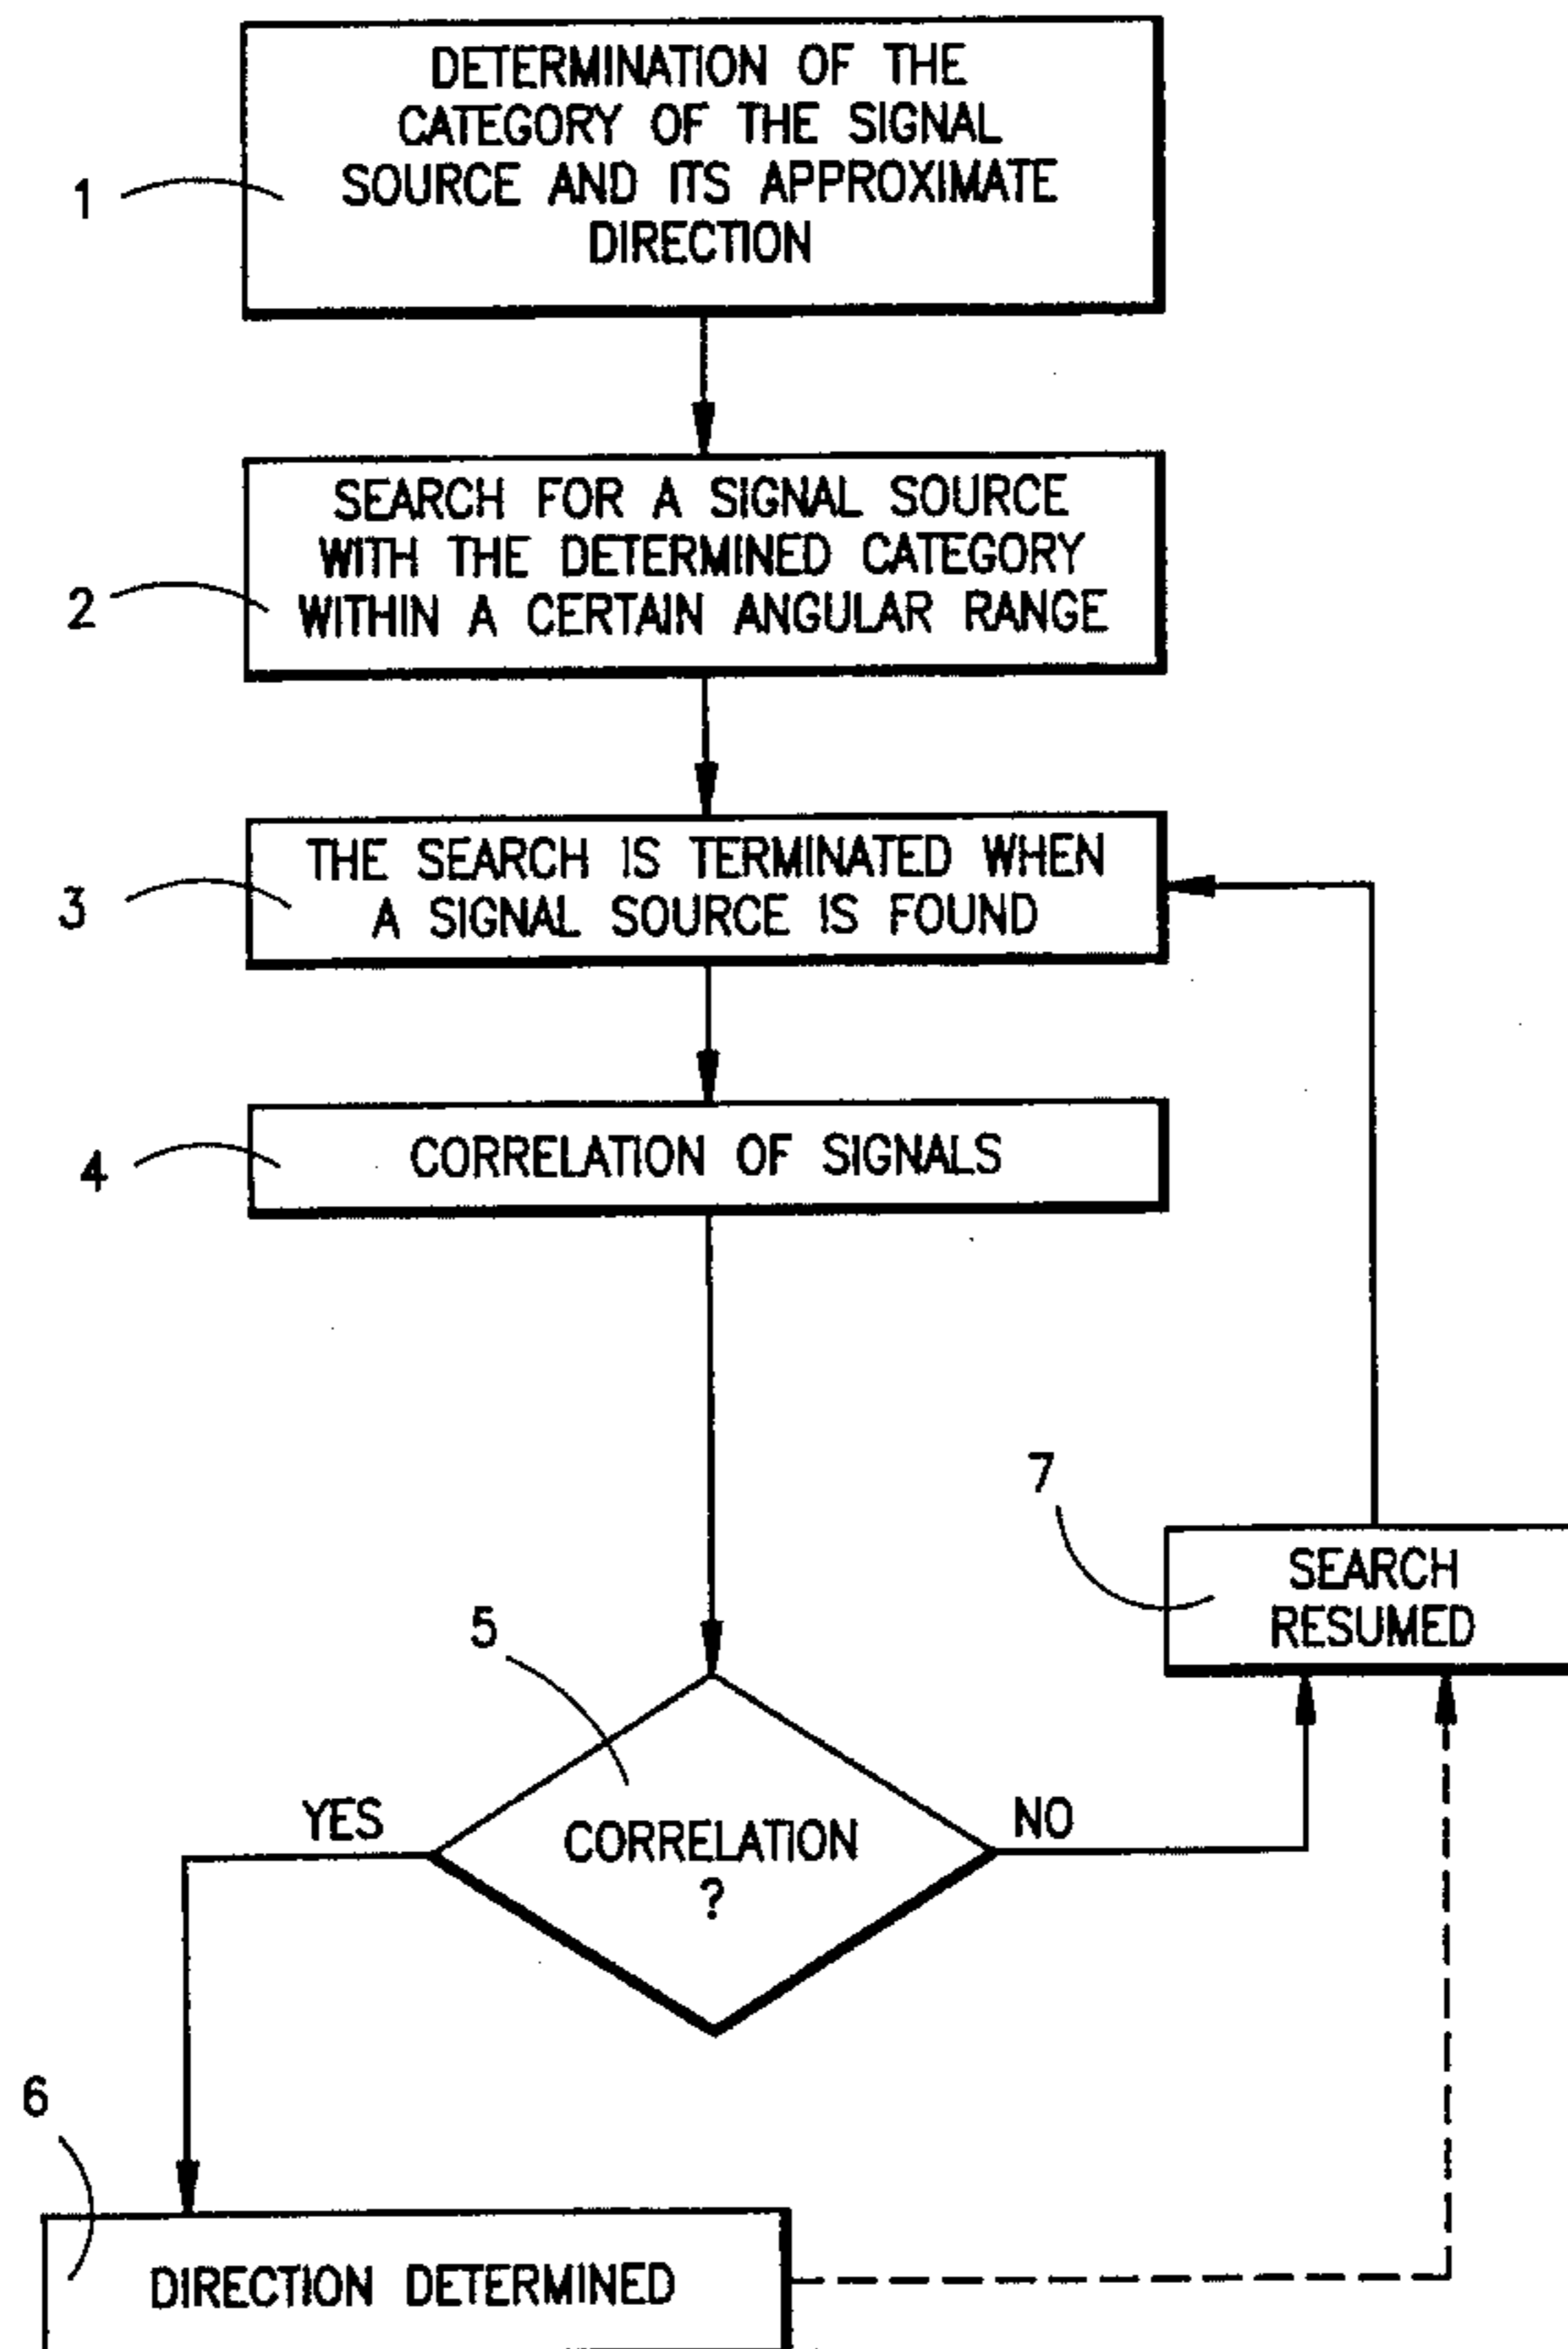 1
DETERMINATION OF THE
CATEGORY OF THE SIGNAL
SOURCE AND ITS APPROXIMATE
DIRECTION
2
SEARCH FOR A SIGNAL SOURCE
WITH THE DETERMINED CATEGORY
WITHIN A CERTAIN ANGULAR RANGE
3
THE SEARCH IS TERMINATED WHEN
A SIGNAL SOURCE IS FOUND
4
CORRELATION OF SIGNALS
7
SEARCH
RESUMED
5
YES
CORRELATION
?
NO
6
DIRECTION DETERMINED